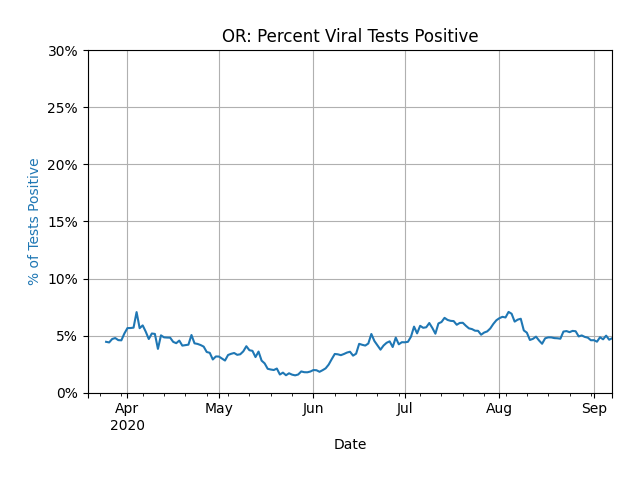 OR: Percent Viral Tests Positive
30%
25%
20%
15%
10%
5%
0%
% of Tests Positive
Apr May Jun Jul Aug Sep
2020
Date